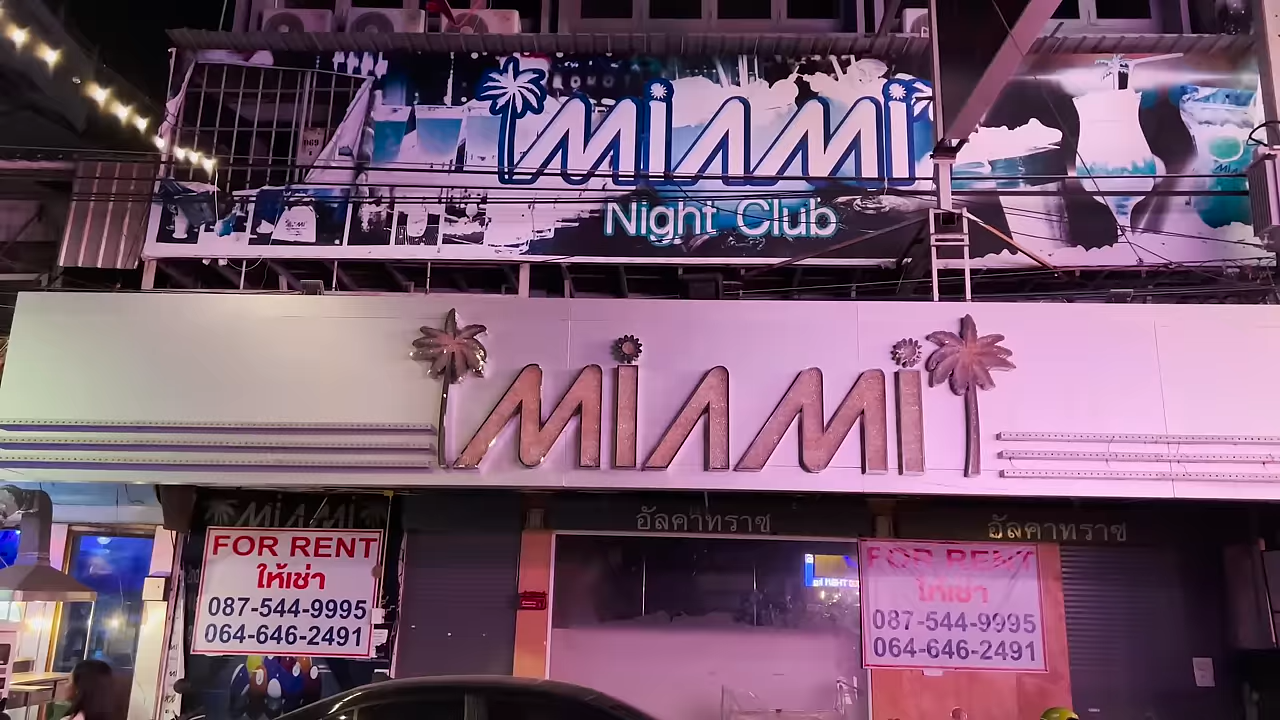 MIAMI
Night Club
MIAMI
MIAMI
อัลคาทราซ
อัลคาทราซ
FOR RENT
ให้เช่า
087-544-9995
064-646-2491
FOR RENT
ให้เช่า
087-544-9995
064-646-2491